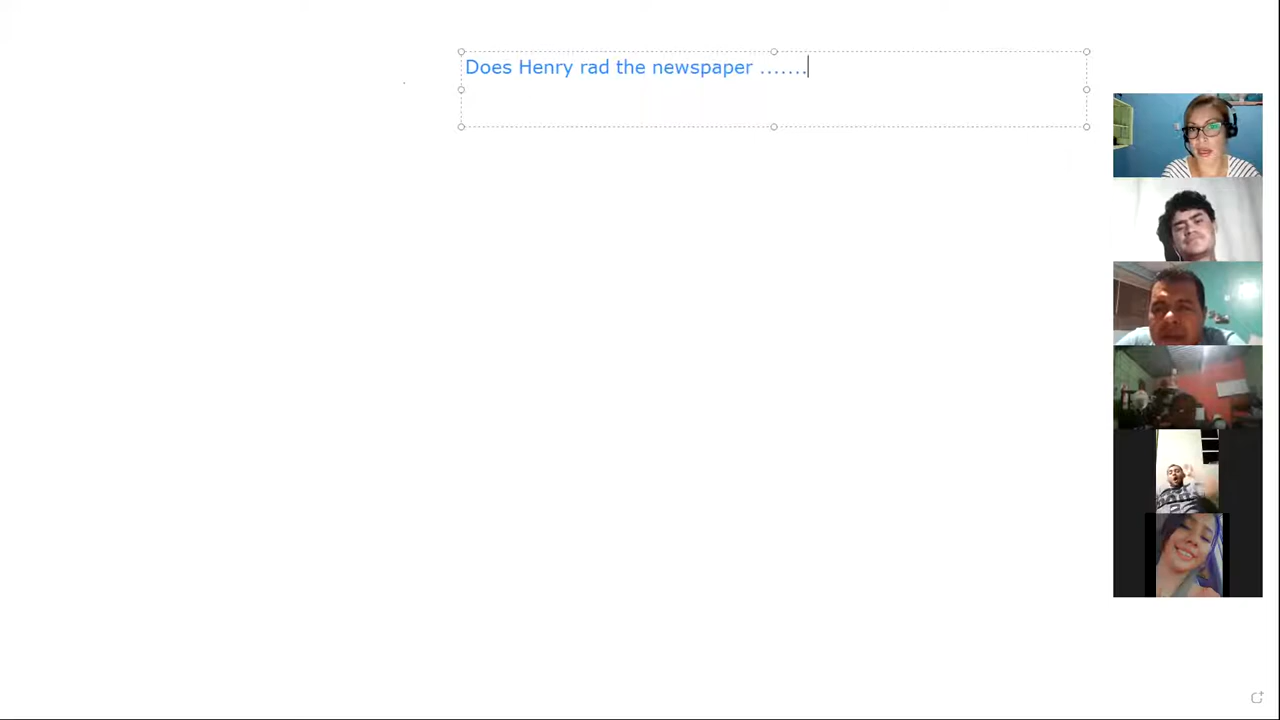 Does Henry rad the newspaper .......